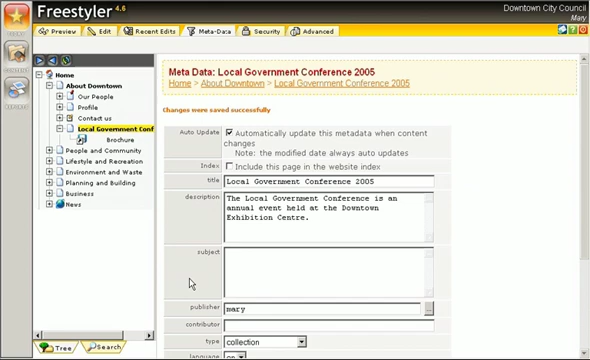 Freestyler 4.6
Downtown City Council
Mary
Preview
Edit
Recent Edits
Meta-Data
Security
Advanced
Home
About Downtown
Our People
Profile
Contact us
Local Government Conf
Brochure
People and Community
Lifestyle and Recreation
Environment and Waste
Planning and Building
Business
News
Meta Data: Local Government Conference 2005
Home > About Downtown > Local Government Conference 2005
Changes were saved successfully
Auto Update
Automatically update this metadata when content
changes
Note: the modified date always auto updates
Index
Include this page in the website index
title
Local Government Conference 2005
description
The Local Government Conference is an
annual event held at the Downtown
Exhibition Centre.
subject
publisher
mary
...
contributor
type
collection
language
en
Tree
Search